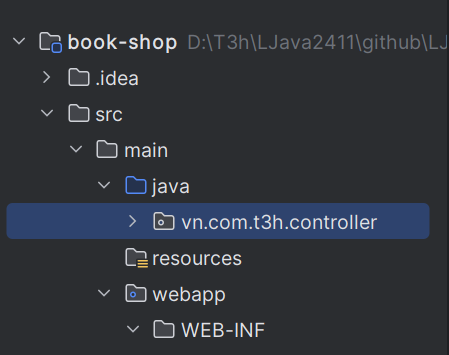 book-shop D:\T3h\LJava2411\github\LJ
.idea
src
main
java
vn.com.t3h.controller
resources
webapp
WEB-INF